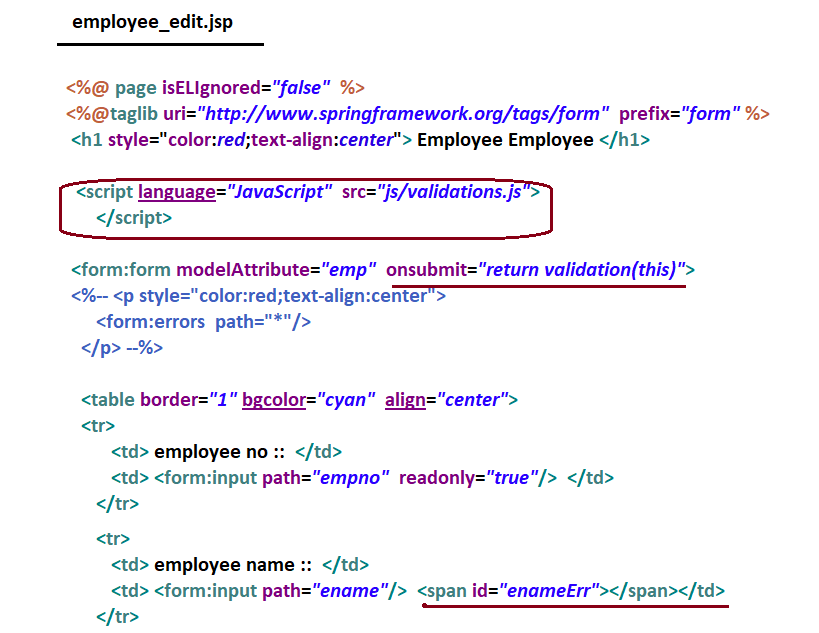 employee_edit.jsp
<%@ page isELIgnored="false" %>
<%@taglib uri="http://www.springframework.org/tags/form" prefix="form" %>
<h1 style="color:red;text-align:center"> Employee Employee </h1>
<script language="JavaScript" src="js/validations.js">
</script>
<form:form modelAttribute="emp" onsubmit="return validation(this)">
<%-- <p style="color:red;text-align:center">
<form:errors path="*"/>
</p> --%>
<table border="1" bgcolor="cyan" align="center">
<tr>
<td> employee no :: </td>
<td> <form:input path="empno" readonly="true"/> </td>
</tr>
<tr>
<td> employee name :: </td>
<td> <form:input path="ename"/> <span id="enameErr"></span></td>
</tr>